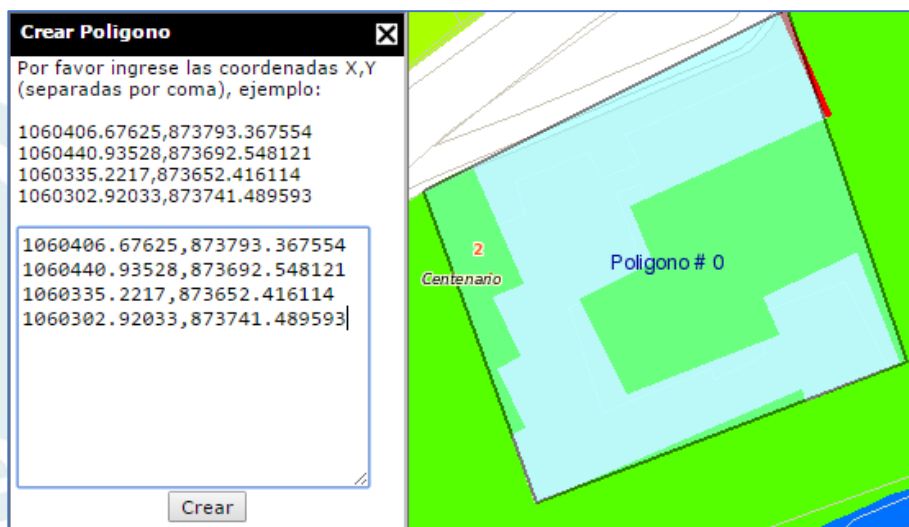 Crear Poligono
Por favor ingrese las coordenadas X,Y
(separadas por coma), ejemplo:
1060406.67625,873793.367554
1060440.93528,873692.548121
1060335.2217,873652.416114
1060302.92033,873741.489593
1060406.67625,873793.367554
1060440.93528,873692.548121
1060335.2217,873652.416114
1060302.92033,873741.489593
Crear
2
Centenario
Poligono # 0